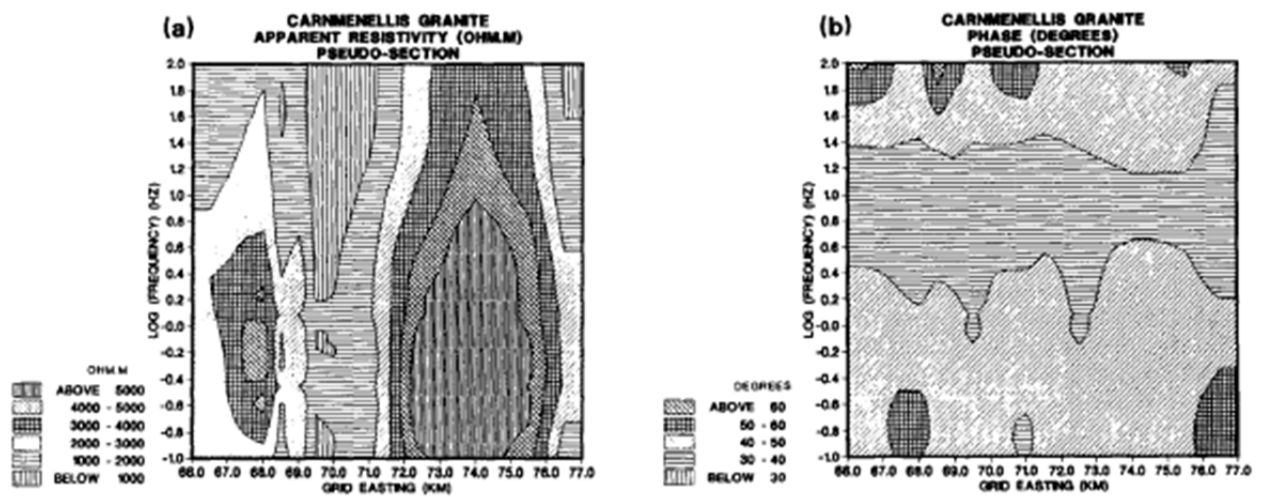 (a)
CARNMENELLIS GRANITE
APPARENT RESISTIVITY (OHM.M)
PSEUDO-SECTION
2.0
1.8
1.6
1.4
1.2
1.0
0.8
0.6
0.4
0.2
-0.0
-0.2
-0.4
-0.6
-0.8
-1.0
LOG (FREQUENCY) (HZ)
66.0 67.0 68.0 69.0 70.0 71.0 72.0 73.0 74.0 75.0 76.0 77.0
GRID EASTING (KM)
OHM.M
ABOVE 5000
4000 - 5000
3000 - 4000
2000 - 3000
1000 - 2000
BELOW 1000
(b)
CARNMENELLIS GRANITE
PHASE (DEGREES)
PSEUDO-SECTION
2.0
1.8
1.6
1.4
1.2
1.0
0.8
0.6
0.4
0.2
-0.0
-0.2
-0.4
-0.6
-0.8
-1.0
LOG (FREQUENCY) (HZ)
66.0 67.0 68.0 69.0 70.0 71.0 72.0 73.0 74.0 75.0 76.0 77.0
GRID EASTING (KM)
DEGREES
ABOVE 60
50 - 60
40 - 50
30 - 40
BELOW 30